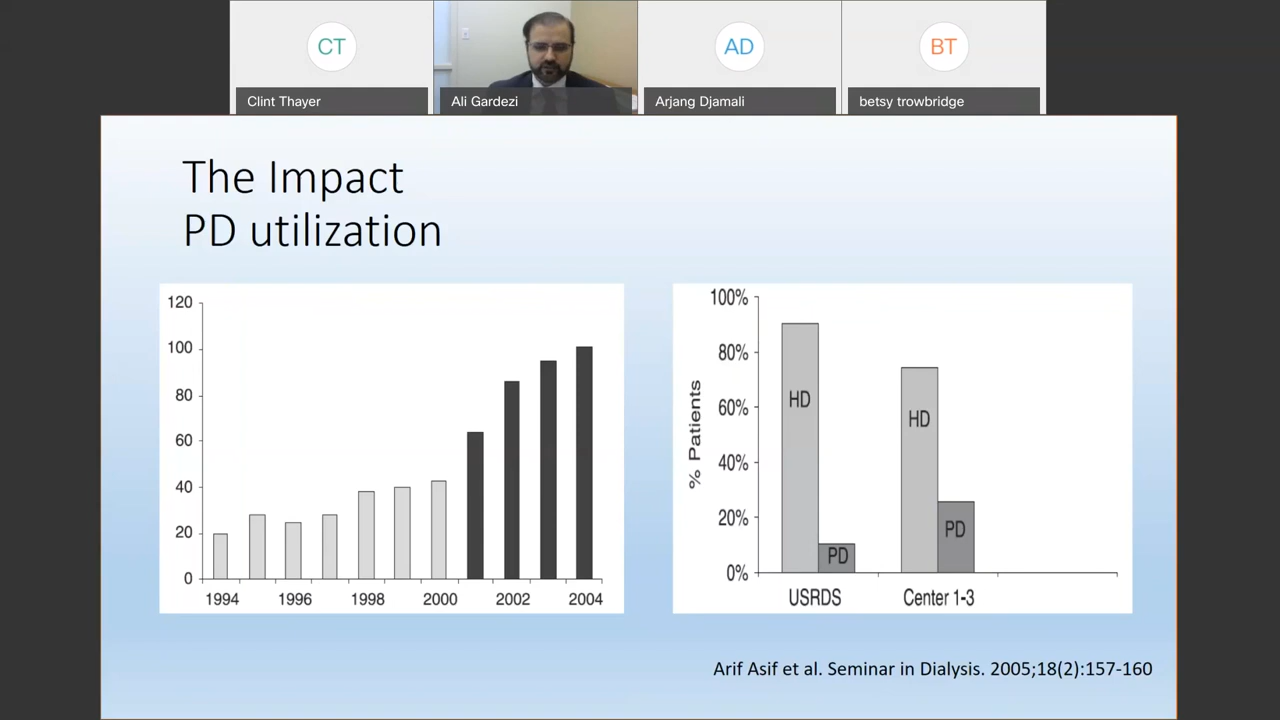 CT
AD
BT
Clint Thayer
Ali Gardezi
Arjang Djamali
betsy trowbridge
The Impact
PD utilization
120
100
80
60
40
20
0
1994
1996
1998
2000
2002
2004
100%
80%
60%
40%
20%
0%
% Patients
HD
PD
HD
PD
USRDS
Center 1-3
Arif Asif et al. Seminar in Dialysis. 2005;18(2):157-160